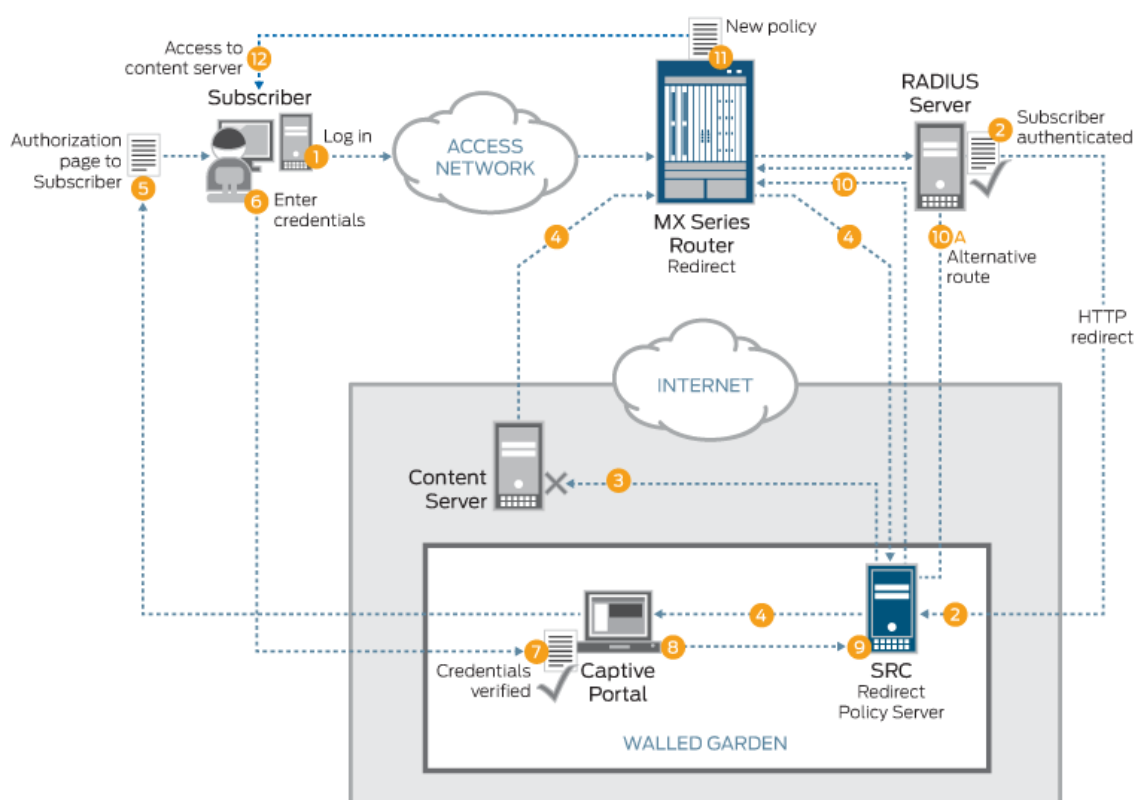 New policy
11
Access to
content server
12
Subscriber
RADIUS
Server
2
Subscriber
authenticated
Authorization
page to
Subscriber
5
Log in
1
ACCESS
NETWORK
6
Enter
credentials
10
MX Series
Router
Redirect
4
4
10A
Alternative
route
HTTP
redirect
INTERNET
Content
Server
3
4
2
7
8
9
Credentials
verified
Captive
Portal
SRC
Redirect
Policy Server
WALLED GARDEN